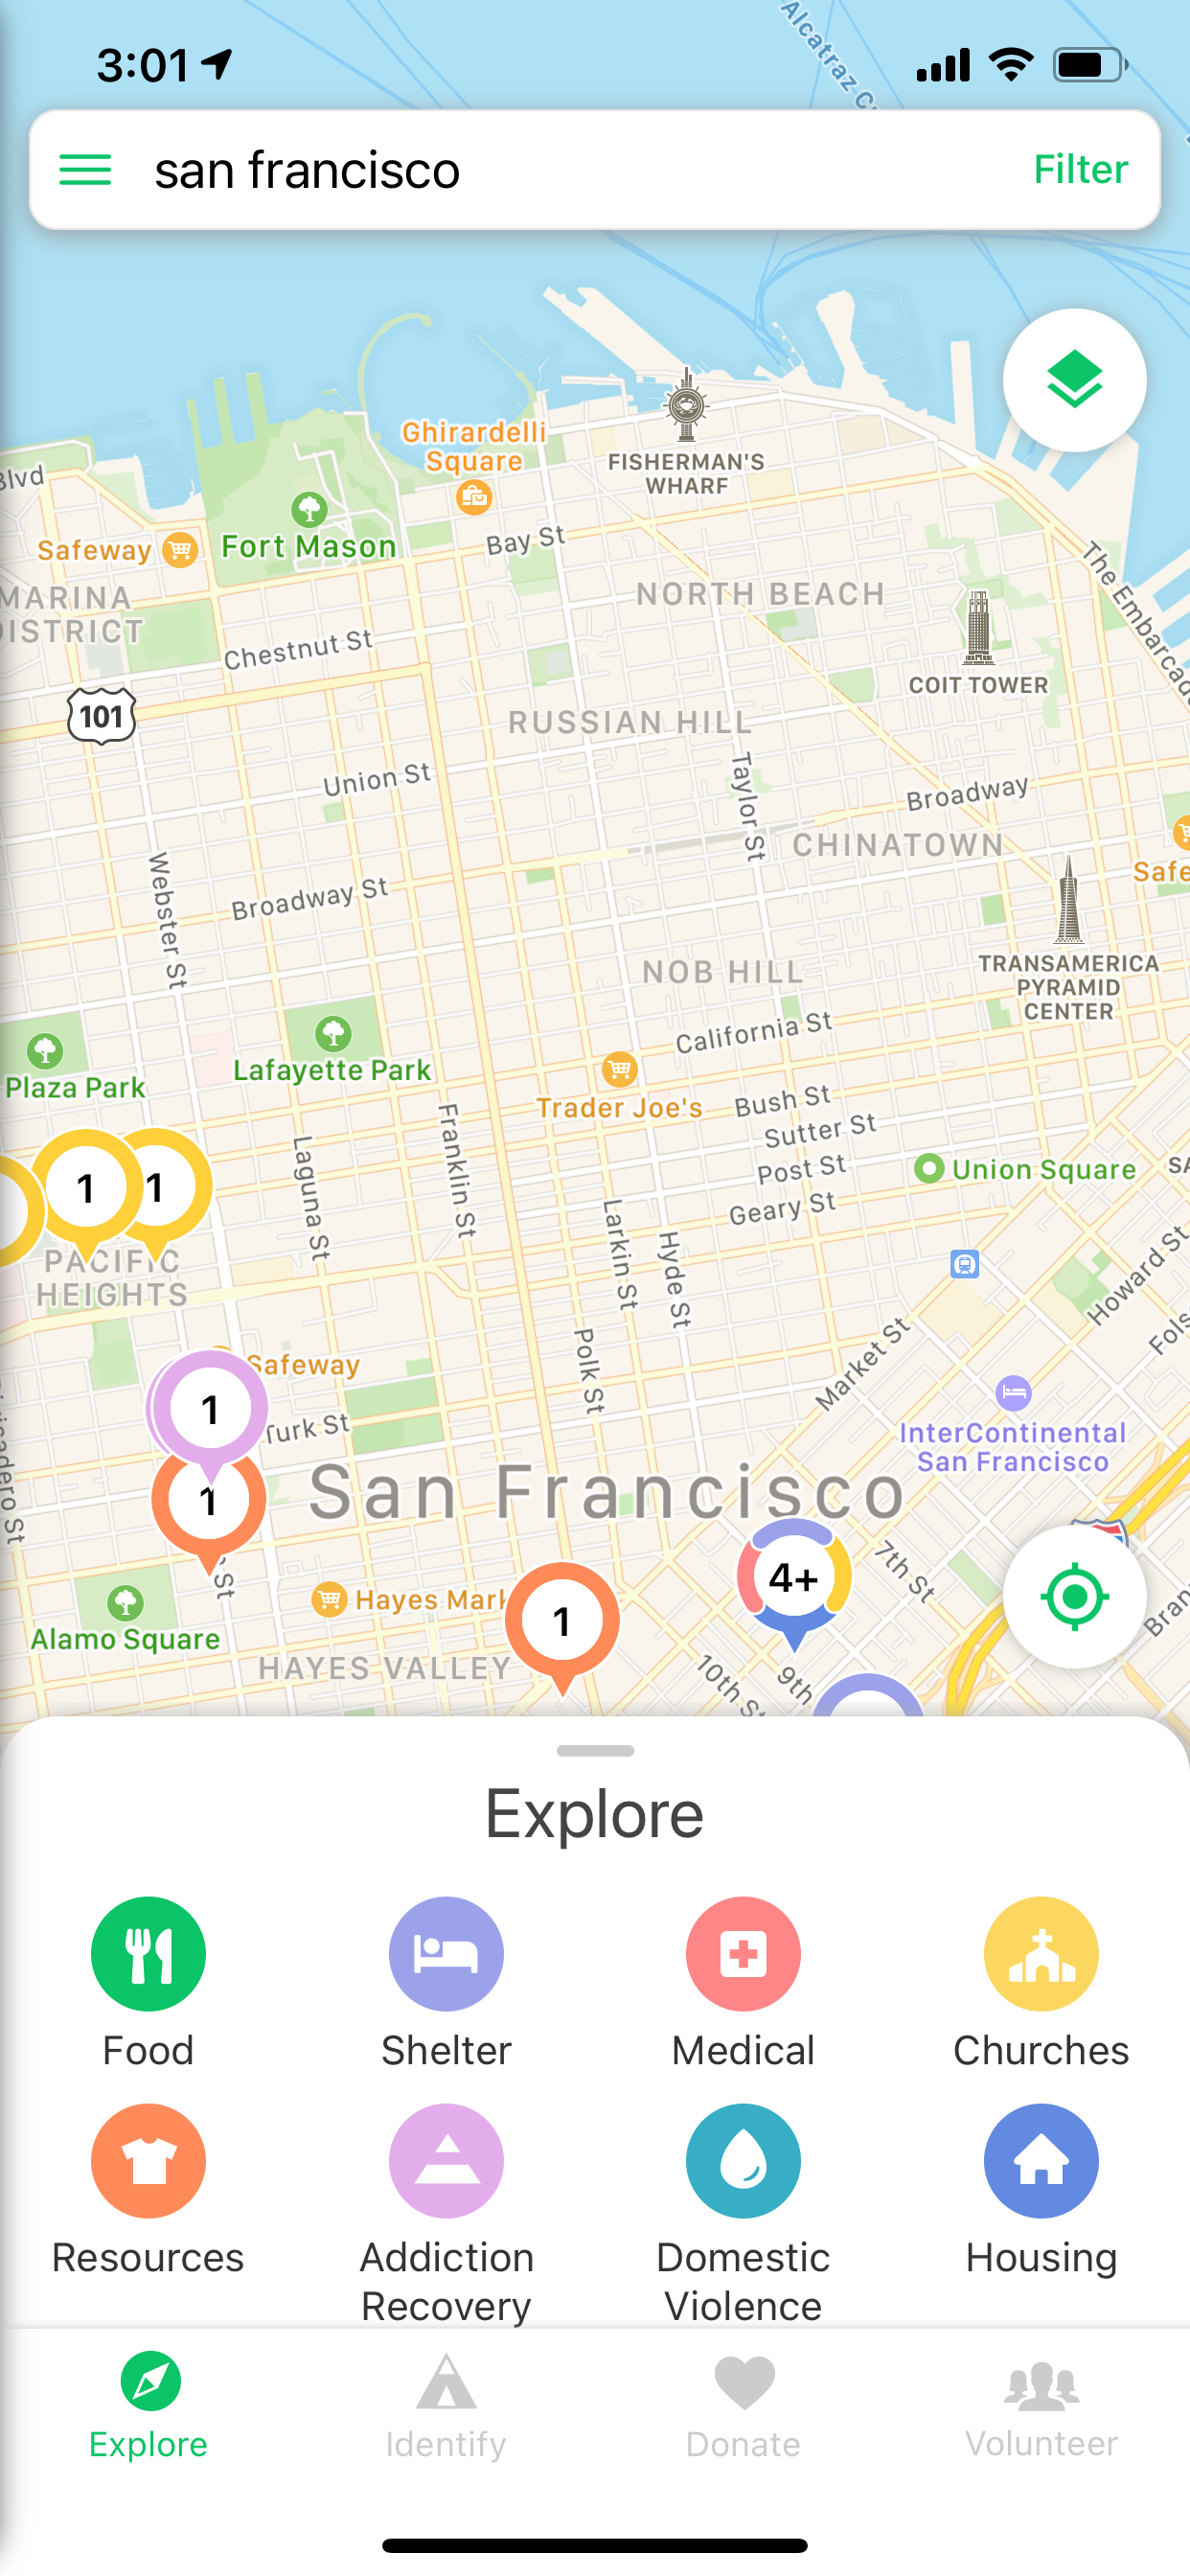 3:01
Alcatraz
san francisco
Filter
Ghirardelli
Square
FISHERMAN'S
WHARF
Blvd
Safeway
Fort Mason
Bay St
MARINA
DISTRICT
NORTH BEACH
The Embarcade
Chestnut St
COIT TOWER
101
RUSSIAN HILL
Union St
Taylor St
Broadway
CHINATOWN
Safe
Webster St
Broadway St
NOB HILL
TRANSAMERICA
PYRAMID
CENTER
California St
Plaza Park
Lafayette Park
Trader Joe's
Bush St
Sutter St
Post St
Union Square
SA
Geary St
1
1
Laguna St
Franklin St
Larkin St
Hyde St
PACIFIC
HEIGHTS
Howard St
Fols
Polk St
Market St
Safeway
1
Turk St
InterContinental
San Francisco
San Francisco
1
visadero St
4+
7th St
Alamo Square
Hayes Mark
1
Bran
HAYES VALLEY
10th St
9th
Explore
Food
Shelter
Medical
Churches
Resources
Addiction
Recovery
Domestic
Violence
Housing
Explore
Identify
Donate
Volunteer